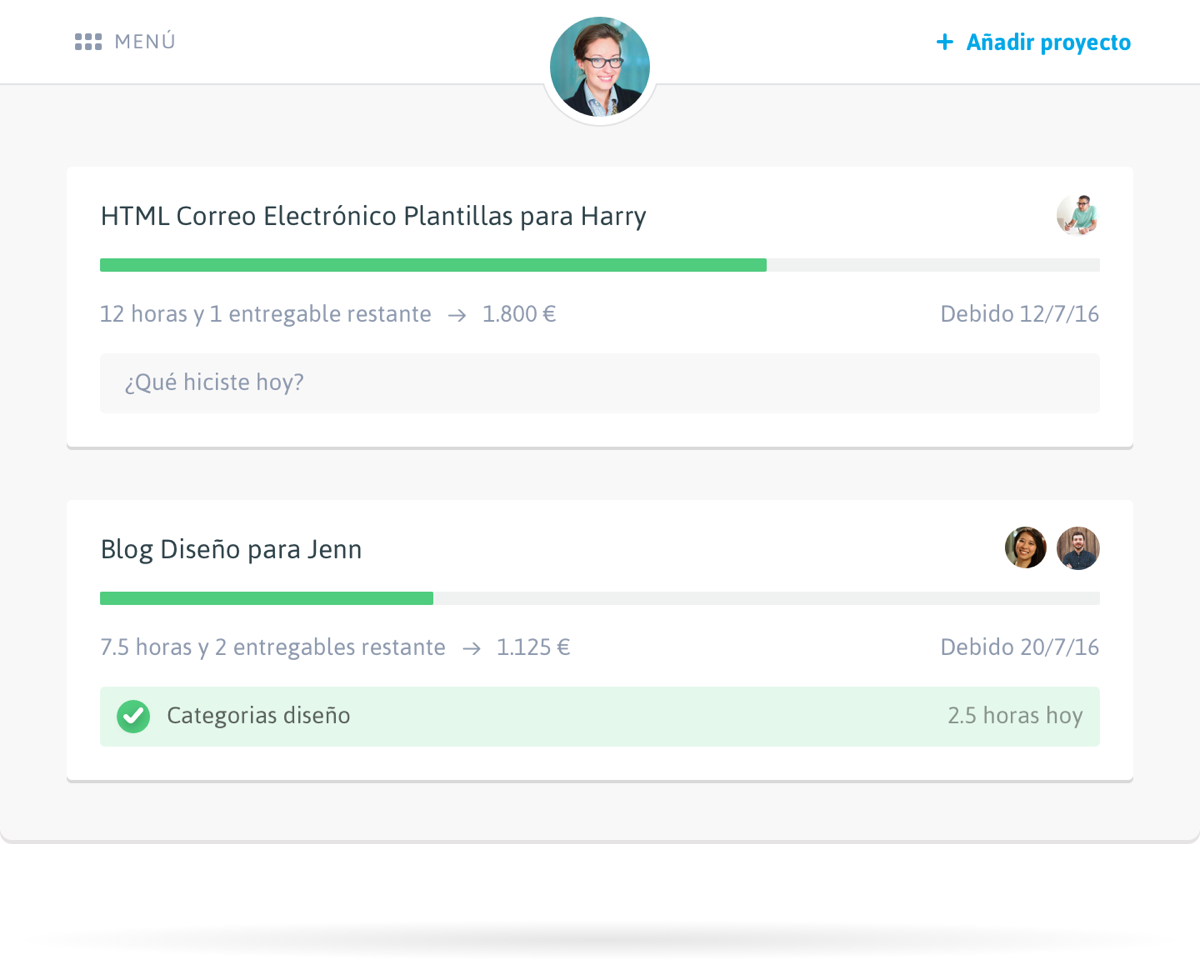 MENÚ
+ Añadir proyecto
HTML Correo Electrónico Plantillas para Harry
12 horas y 1 entregable restante → 1.800 €
Debido 12/7/16
¿Qué hiciste hoy?
Blog Diseño para Jenn
7.5 horas y 2 entregables restante → 1.125 €
Debido 20/7/16
Categorias diseño
2.5 horas hoy